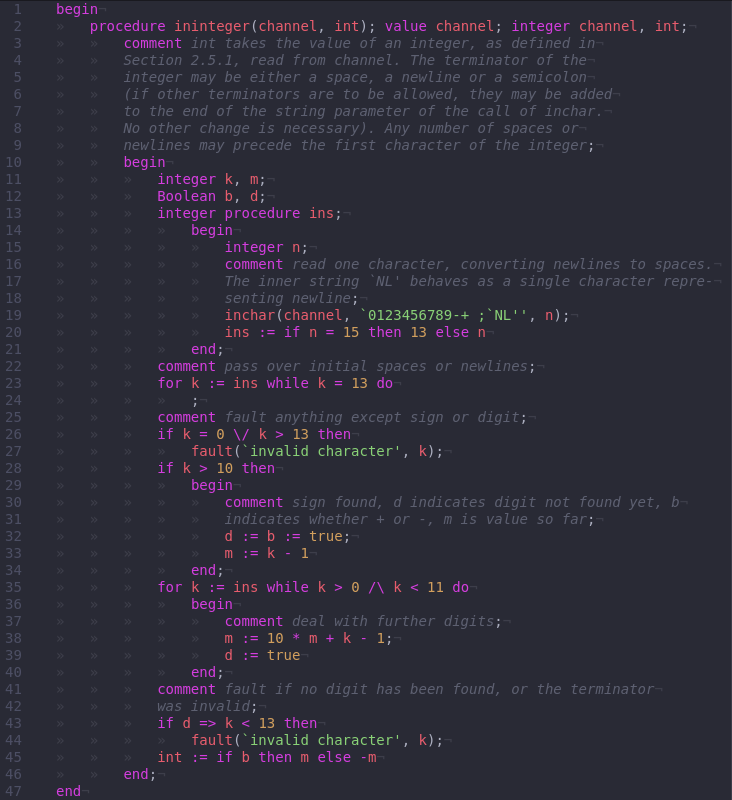 1 begin¬
2 » procedure ininteger(channel, int); value channel; integer channel, int;¬
3 » » comment int takes the value of an integer, as defined in¬
4 » » Section 2.5.1, read from channel. The terminator of the¬
5 » » integer may be either a space, a newline or a semicolon¬
6 » » (if other terminators are to be allowed, they may be added¬
7 » » to the end of the string parameter of the call of inchar.¬
8 » » No other change is necessary). Any number of spaces or¬
9 » » newlines may precede the first character of the integer;¬
10 » » begin¬
11 » » » integer k, m;¬
12 » » » Boolean b, d;¬
13 » » » integer procedure ins;¬
14 » » » » begin¬
15 » » » » » integer n;¬
16 » » » » » comment read one character, converting newlines to spaces.¬
17 » » » » » The inner string `NL' behaves as a single character repre-¬
18 » » » » » senting newline;¬
19 » » » » » inchar(channel, `0123456789-+ ;`NL'', n);¬
20 » » » » » ins := if n = 15 then 13 else n¬
21 » » » » end;¬
22 » » » comment pass over initial spaces or newlines;¬
23 » » » for k := ins while k = 13 do¬
24 » » » » ;¬
25 » » » comment fault anything except sign or digit;¬
26 » » » if k = 0 \/ k > 13 then¬
27 » » » » fault(`invalid character', k);¬
28 » » » if k > 10 then¬
29 » » » » begin¬
30 » » » » » comment sign found, d indicates digit not found yet, b¬
31 » » » » » indicates whether + or -, m is value so far;¬
32 » » » » » d := b := true;¬
33 » » » » » m := k - 1¬
34 » » » » end;¬
35 » » » for k := ins while k > 0 /\ k < 11 do¬
36 » » » » begin¬
37 » » » » » comment deal with further digits;¬
38 » » » » » m := 10 * m + k - 1;¬
39 » » » » » d := true¬
40 » » » » end;¬
41 » » » comment fault if no digit has been found, or the terminator¬
42 » » » was invalid;¬
43 » » » if d => k < 13 then¬
44 » » » » fault(`invalid character', k);¬
45 » » » int := if b then m else -m¬
46 » » end;¬
47 end¬